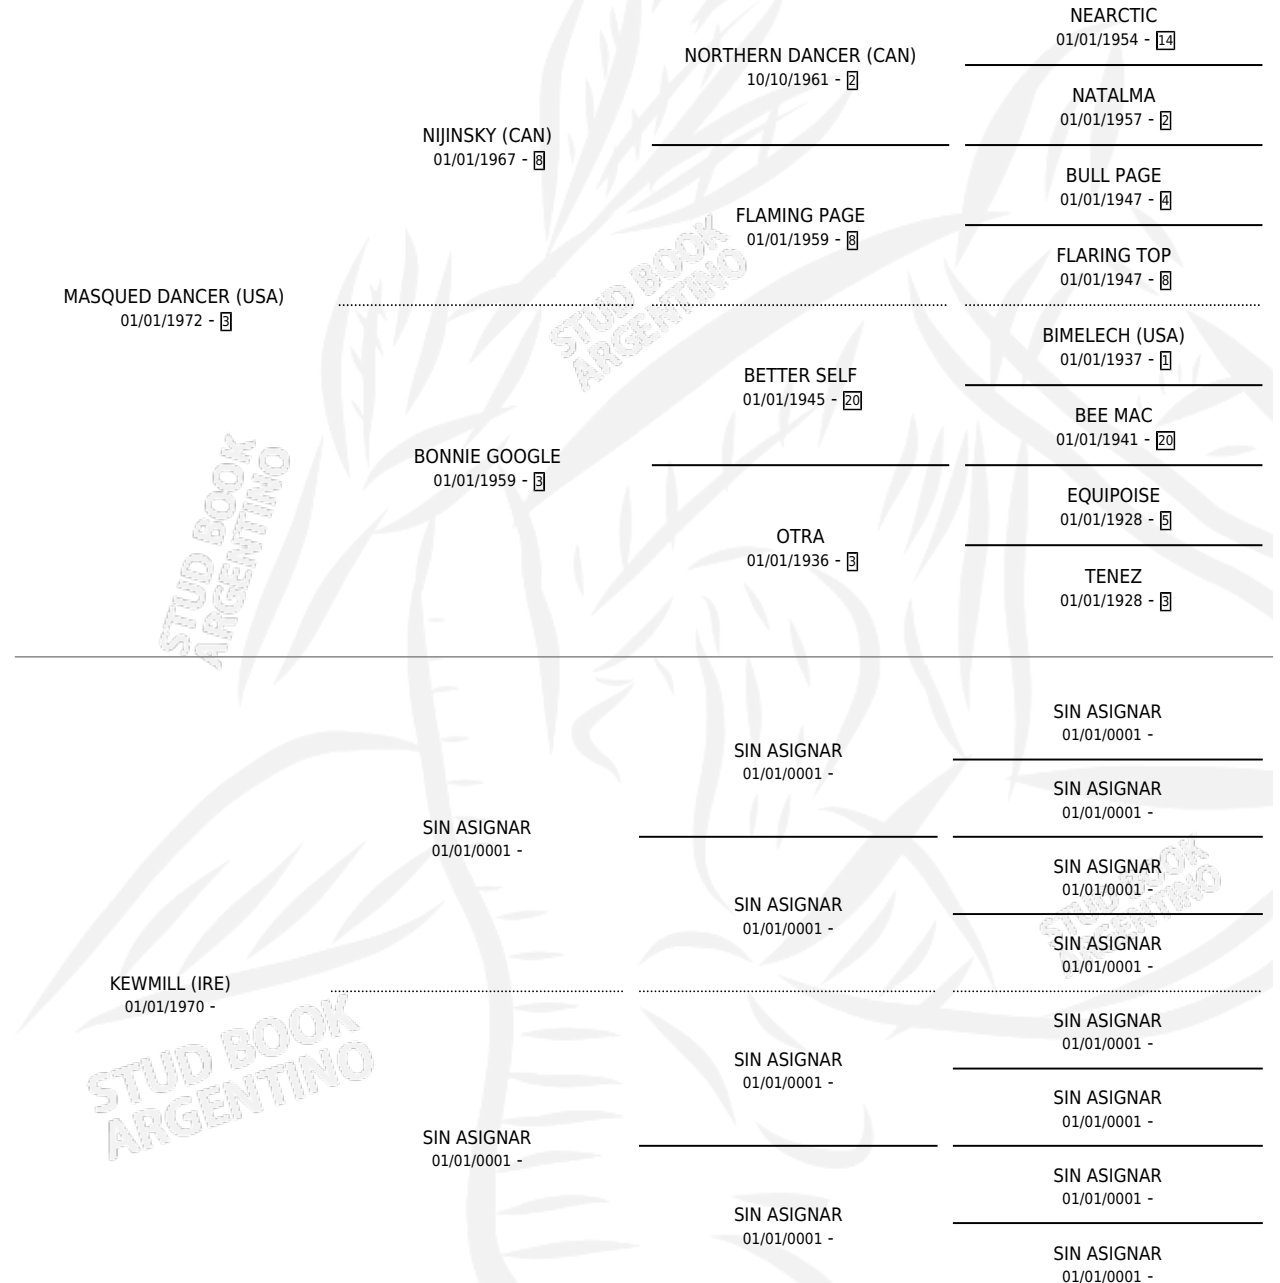 NEARCTIC
01/01/1954 - 14
NORTHERN DANCER (CAN)
10/10/1961 - 2
NATALMA
01/01/1957 - 2
NIJINSKY (CAN)
01/01/1967 - 8
BULL PAGE
01/01/1947 - 4
FLAMING PAGE
01/01/1959 - 8
FLARING TOP
01/01/1947 - 8
MASQUED DANCER (USA)
01/01/1972 - 3
BIMELECH (USA)
01/01/1937 - 1
BETTER SELF
01/01/1945 - 20
BEE MAC
01/01/1941 - 20
BONNIE GOOGLE
01/01/1959 - 3
EQUIPOISE
01/01/1928 - 5
OTRA
01/01/1936 - 3
TENEZ
01/01/1928 - 3
STUD BOOK
ARGENTINO
STUD BOOK
ARGENTINO
SIN ASIGNAR
01/01/0001 -
SIN ASIGNAR
01/01/0001 -
SIN ASIGNAR
01/01/0001 -
SIN ASIGNAR
01/01/0001 -
SIN ASIGNAR
01/01/0001 -
SIN ASIGNAR
01/01/0001 -
SIN ASIGNAR
01/01/0001 -
KEWMILL (IRE)
01/01/1970 -
SIN ASIGNAR
01/01/0001 -
SIN ASIGNAR
01/01/0001 -
SIN ASIGNAR
01/01/0001 -
SIN ASIGNAR
01/01/0001 -
SIN ASIGNAR
01/01/0001 -
SIN ASIGNAR
01/01/0001 -
SIN ASIGNAR
01/01/0001 -
STUD BOOK
ARGENTINO
STUD BOOK
ARGENTINO